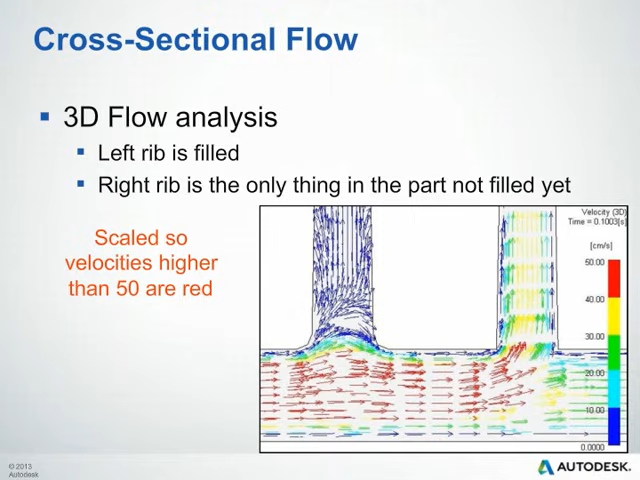 Cross-Sectional Flow
3D Flow analysis
Left rib is filled
Right rib is the only thing in the part not filled yet
Scaled so
velocities higher
than 50 are red
Velocity (3D)
Time = 0.1003[s]
[cm/s]
50.00
40.00
30.00
20.00
10.00
0.0000
© 2013
Autodesk
AUTODESK.